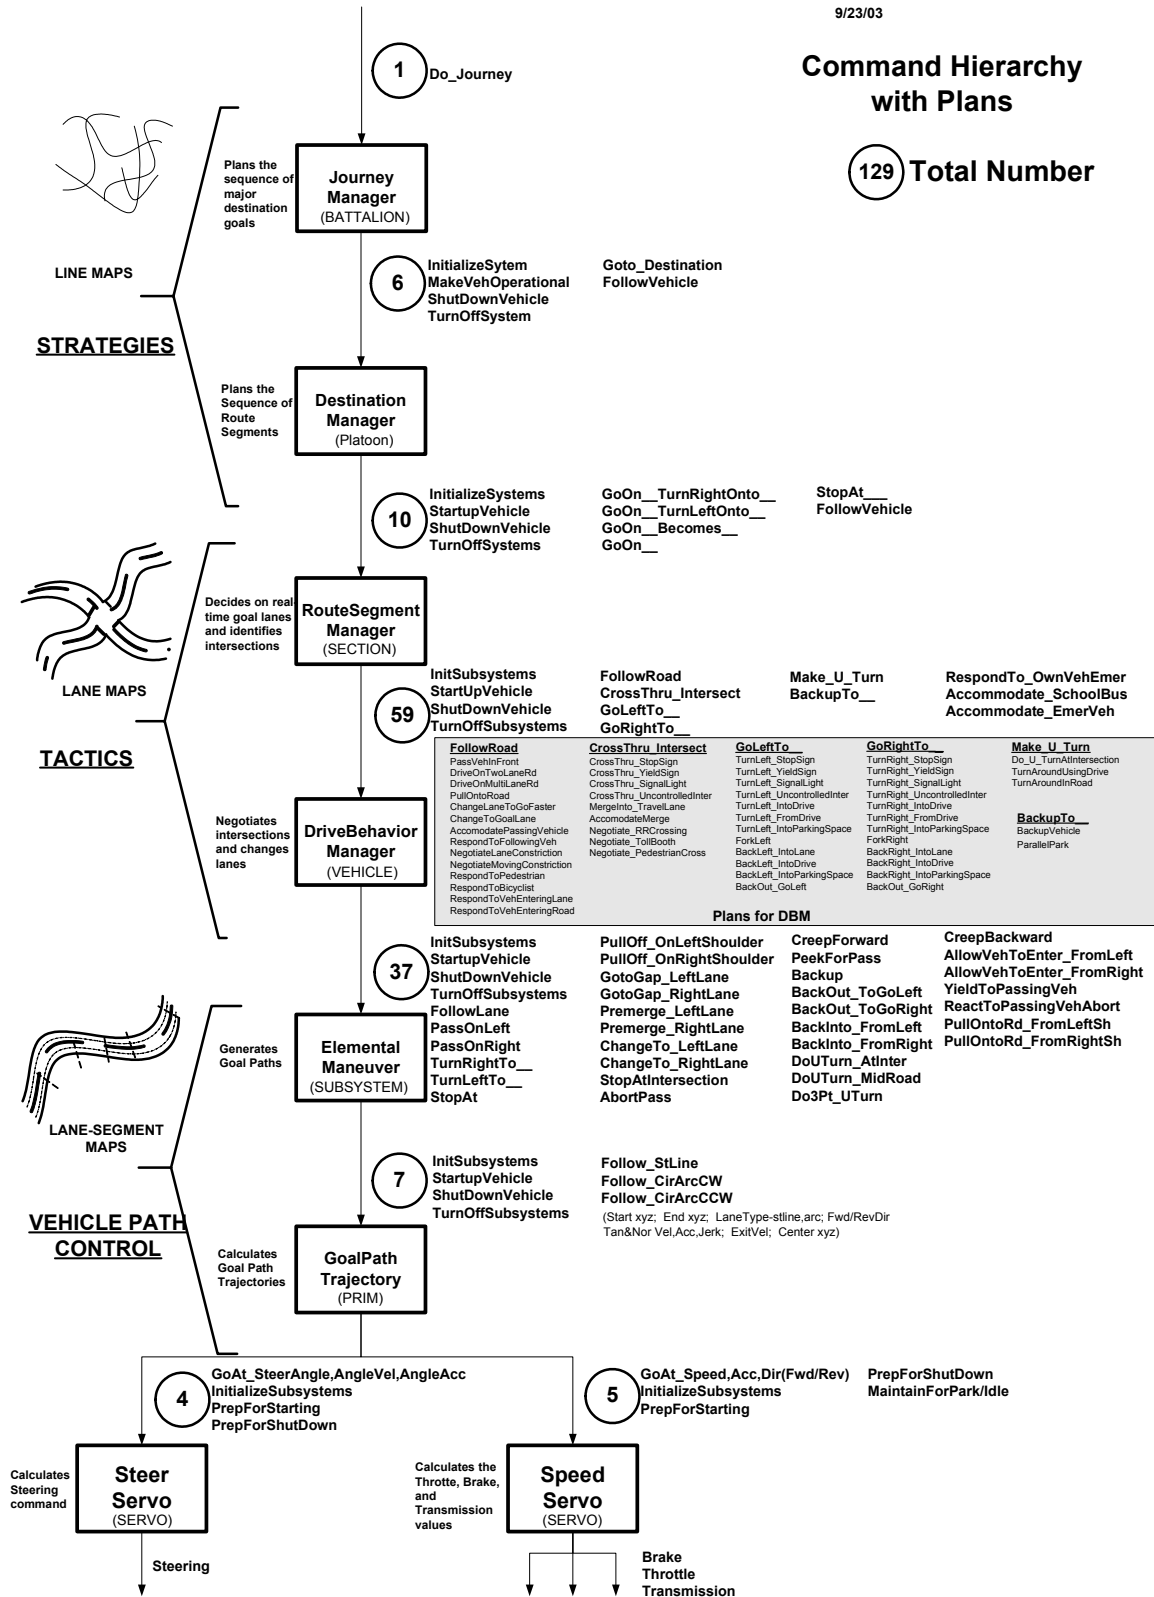 9/23/03
Command Hierarchy
with Plans
129 Total Number
1 Do_Journey
Plans the
sequence of
major
destination
goals
Journey
Manager
(BATTALION)
LINE MAPS
STRATEGIES
6
InitializeSytem
MakeVehOperational
ShutDownVehicle
TurnOffSystem
Goto_Destination
FollowVehicle
Plans the
Sequence of
Route
Segments
Destination
Manager
(Platoon)
10
InitializeSystems
StartupVehicle
ShutDownVehicle
TurnOffSystems
GoOn__TurnRightOnto__
GoOn__TurnLeftOnto__
GoOn__Becomes__
GoOn__
StopAt___
FollowVehicle
Decides on real-
time goal lanes
and identifies
intersections
RouteSegment
Manager
(SECTION)
LANE MAPS
TACTICS
59
InitSubsystems
StartUpVehicle
ShutDownVehicle
TurnOffSubsystems
FollowRoad
CrossThru_Intersect
GoLeftTo__
GoRightTo__
Make_U_Turn
BackupTo__
RespondTo_OwnVehEmer
Accommodate_SchoolBus
Accommodate_EmerVeh
FollowRoad
PassVehInFront
DriveOnTwoLaneRd
DriveOnMultiLaneRd
PullOntoRoad
ChangeLaneToGoFaster
ChangeToGoalLane
AccomodatePassingVehicle
RespondToFollowingVeh
NegotiateLaneConstriction
NegotiateMovingConstriction
RespondToPedestrian
RespondToBicyclist
RespondToVehEnteringLane
RespondToVehEnteringRoad
CrossThru_Intersect
CrossThru_StopSign
CrossThru_YieldSign
CrossThru_SignalLight
CrossThru_UncontrolledInter
MergeInto_TravelLane
AccomodateMerge
Negotiate_RRCrossing
Negotiate_TollBooth
Negotiate_PedestrianCross
GoLeftTo__
TurnLeft_StopSign
TurnLeft_YieldSign
TurnLeft_SignalLight
TurnLeft_UncontrolledInter
TurnLeft_IntoDrive
TurnLeft_FromDrive
TurnLeft_IntoParkingSpace
ForkLeft
BackLeft_IntoLane
BackLeft_IntoDrive
BackLeft_IntoParkingSpace
BackOut_GoLeft
GoRightTo__
TurnRight_StopSign
TurnRight_YieldSign
TurnRight_SignalLight
TurnRight_UncontrolledInter
TurnRight_IntoDrive
TurnRight_FromDrive
TurnRight_IntoParkingSpace
ForkRight
BackRight_IntoLane
BackRight_IntoDrive
BackRight_IntoParkingSpace
BackOut_GoRight
Make_U_Turn
Do_U_TurnAtIntersection
TurnAroundUsingDrive
TurnAroundInRoad
BackupTo__
BackupVehicle
ParallelPark
Plans for DBM
Negotiates
intersections
and changes
lanes
DriveBehavior
Manager
(VEHICLE)
37
InitSubsystems
StartupVehicle
ShutDownVehicle
TurnOffSubsystems
FollowLane
PassOnLeft
PassOnRight
TurnRightTo__
TurnLeftTo__
StopAt
PullOff_OnLeftShoulder
PullOff_OnRightShoulder
GotoGap_LeftLane
GotoGap_RightLane
Premerge_LeftLane
Premerge_RightLane
ChangeTo_LeftLane
ChangeTo_RightLane
StopAtIntersection
AbortPass
CreepForward
PeekForPass
Backup
BackOut_ToGoLeft
BackOut_ToGoRight
BackInto_FromLeft
BackInto_FromRight
DoUTurn_AtInter
DoUTurn_MidRoad
Do3Pt_UTurn
CreepBackward
AllowVehToEnter_FromLeft
AllowVehToEnter_FromRight
YieldToPassingVeh
ReactToPassingVehAbort
PullOntoRd_FromLeftSh
PullOntoRd_FromRightSh
Generates
Goal Paths
Elemental
Maneuver
(SUBSYSTEM)
LANE-SEGMENT
MAPS
VEHICLE PATH
CONTROL
7
InitSubsystems
StartupVehicle
ShutDownVehicle
TurnOffSubsystems
Follow_StLine
Follow_CirArcCW
Follow_CirArcCCW
(Start xyz; End xyz; LaneType-stline,arc; Fwd/RevDir
Tan&Nor Vel,Acc,Jerk; ExitVel; Center xyz)
Calculates
Goal Path
Trajectories
GoalPath
Trajectory
(PRIM)
4
GoAt_SteerAngle,AngleVel,AngleAcc
InitializeSubsystems
PrepForStarting
PrepForShutDown
5
GoAt_Speed,Acc,Dir(Fwd/Rev)
InitializeSubsystems
PrepForStarting
PrepForShutDown
MaintainForPark/Idle
Calculates
Steering
command
Steer
Servo
(SERVO)
Calculates the
Throtte, Brake,
and
Transmission
values
Speed
Servo
(SERVO)
Steering
Brake
Throttle
Transmission